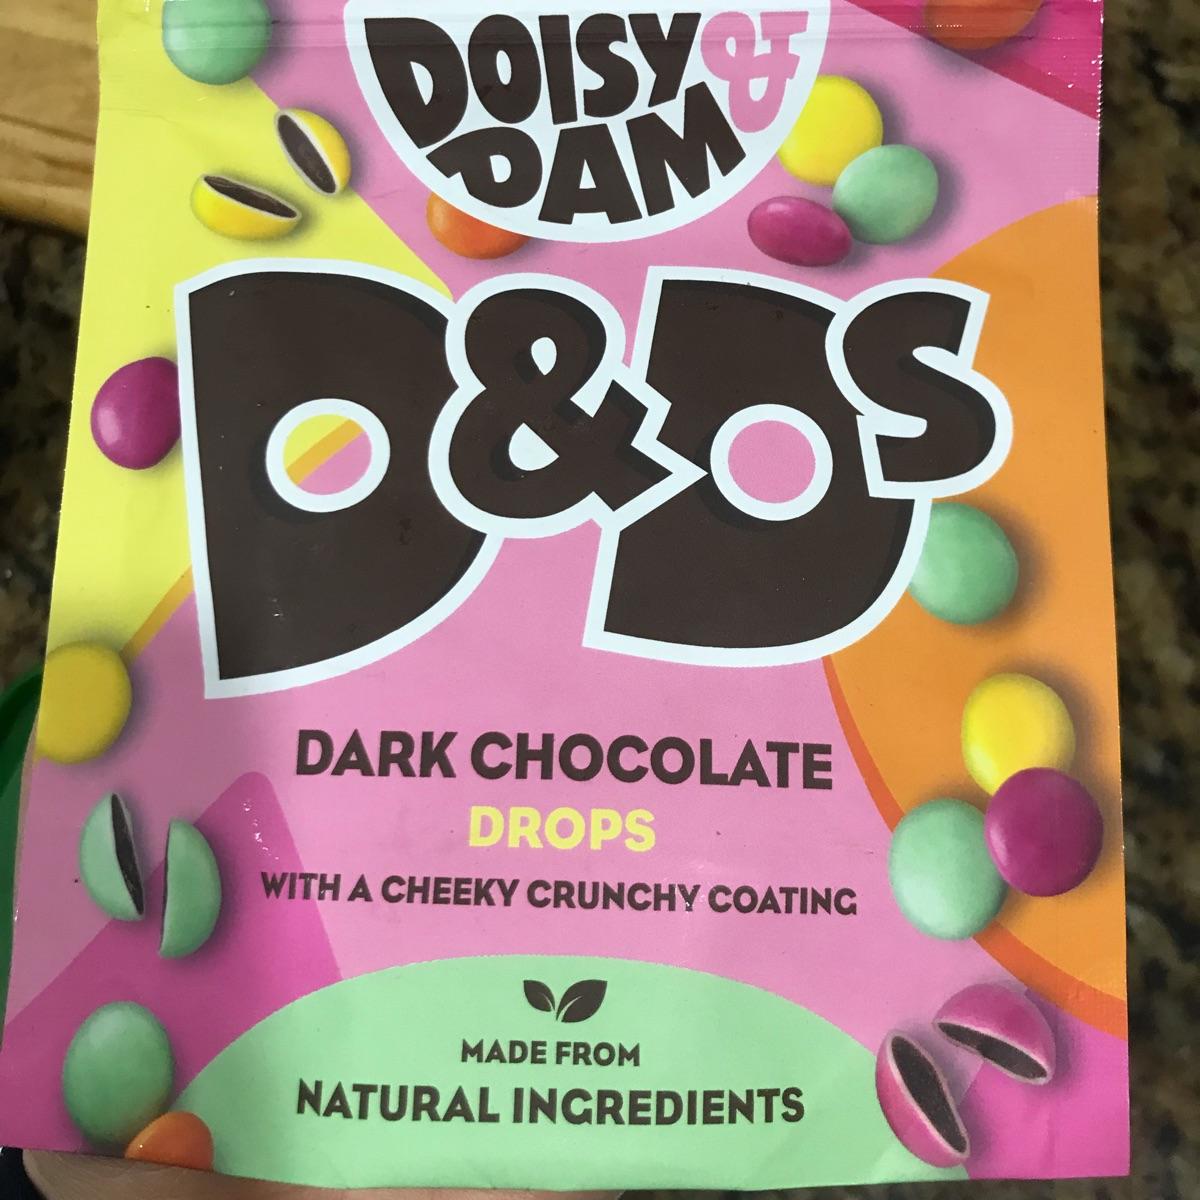 DOISY &
DAM
D&Ds
DARK CHOCOLATE
DROPS
WITH A CHEEKY CRUNCHY COATING
MADE FROM
NATURAL INGREDIENTS